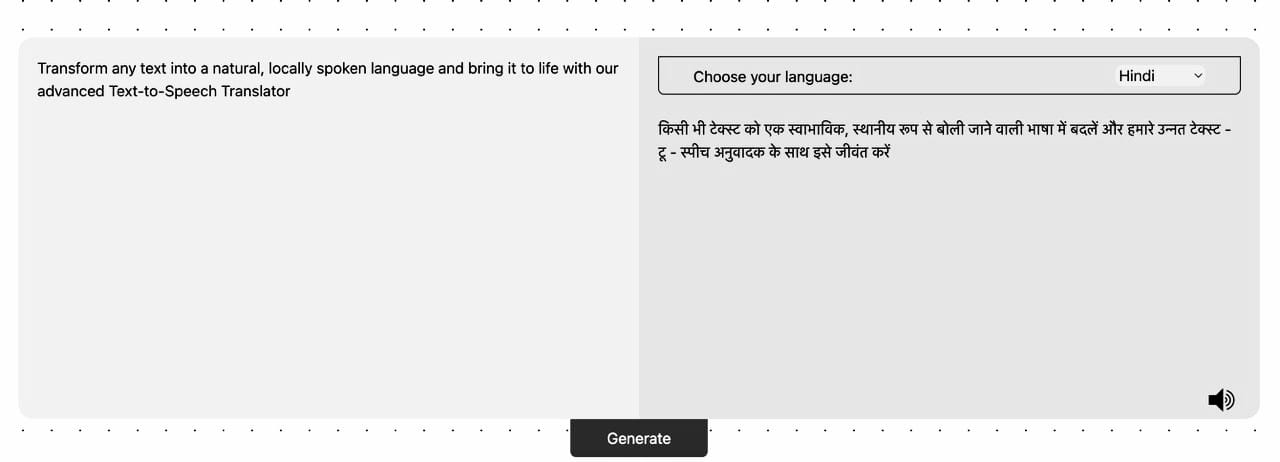 Transform any text into a natural, locally spoken language and bring it to life with our
advanced Text-to-Speech Translator
Choose your language:
Hindi
किसी भी टेक्स्ट को एक स्वाभाविक, स्थानीय रूप से बोली जाने वाली भाषा में बदलें और हमारे उन्नत टेक्स्ट -
टू - स्पीच अनुवादक के साथ इसे जीवंत करें
Generate